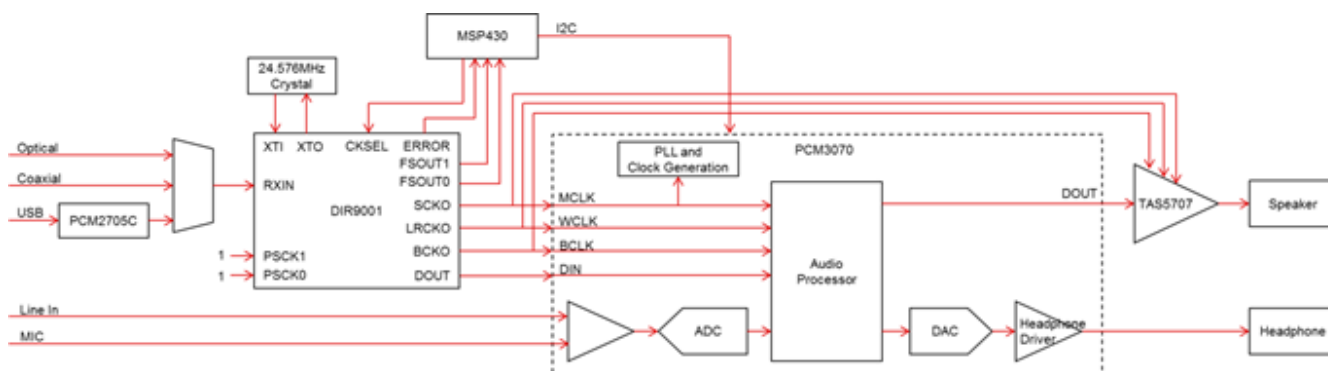 MSP430
I2C
24.576MHz
Crystal
XTI
XTO
CKSEL
ERROR
FSOUT1
FSOUT0
PLL and
Clock Generation
PCM3070
Optical
Coaxial
USB
PCM2705C
RXIN
DIR9001
SCKO
LRCKO
BCKO
DOUT
1
PSCK1
1
PSCK0
MCLK
WCLK
BCLK
DIN
Audio
Processor
DOUT
TAS5707
Speaker
Line In
MIC
ADC
DAC
Headphone
Driver
Headphone